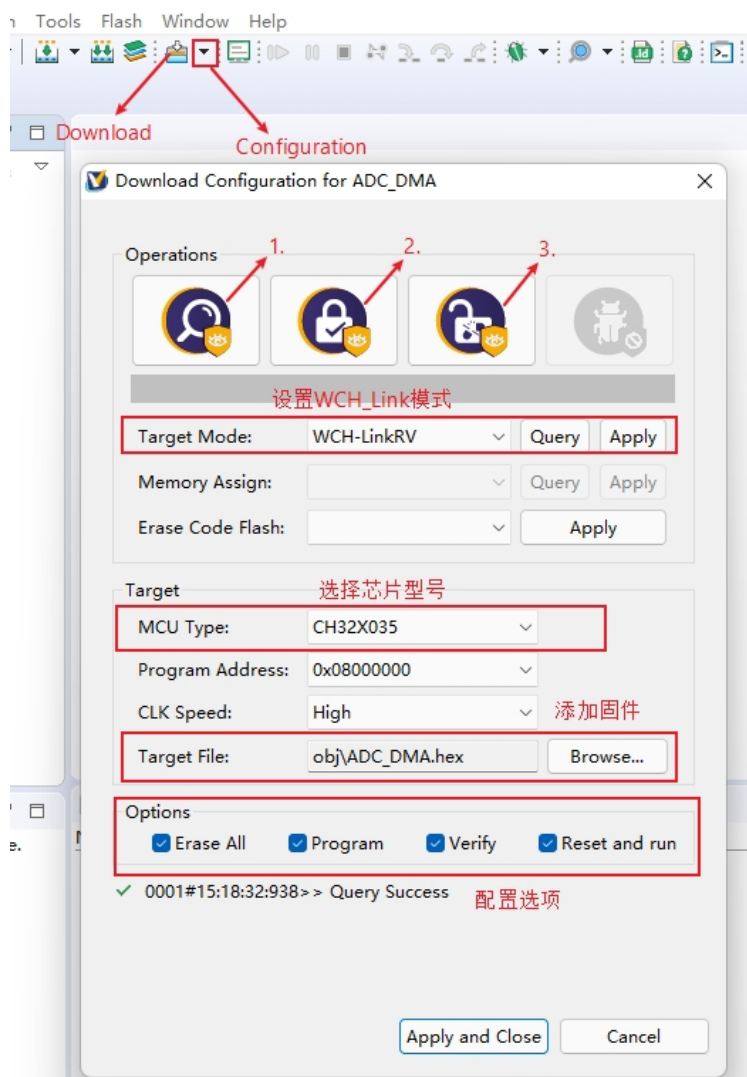 Tools Flash Window Help
Download
Configuration
Download Configuration for ADC_DMA
Operations
1.
2.
3.
设置WCH_Link模式
Target Mode: WCH-LinkRV Query Apply
Memory Assign: Query Apply
Erase Code Flash: Apply
Target
选择芯片型号
MCU Type: CH32X035
Program Address: 0x08000000
CLK Speed: High
添加固件
Target File: obj\ADC_DMA.hex Browse...
Options
Erase All Program Verify Reset and run
0001#15:18:32:938>> Query Success
配置选项
Apply and Close Cancel